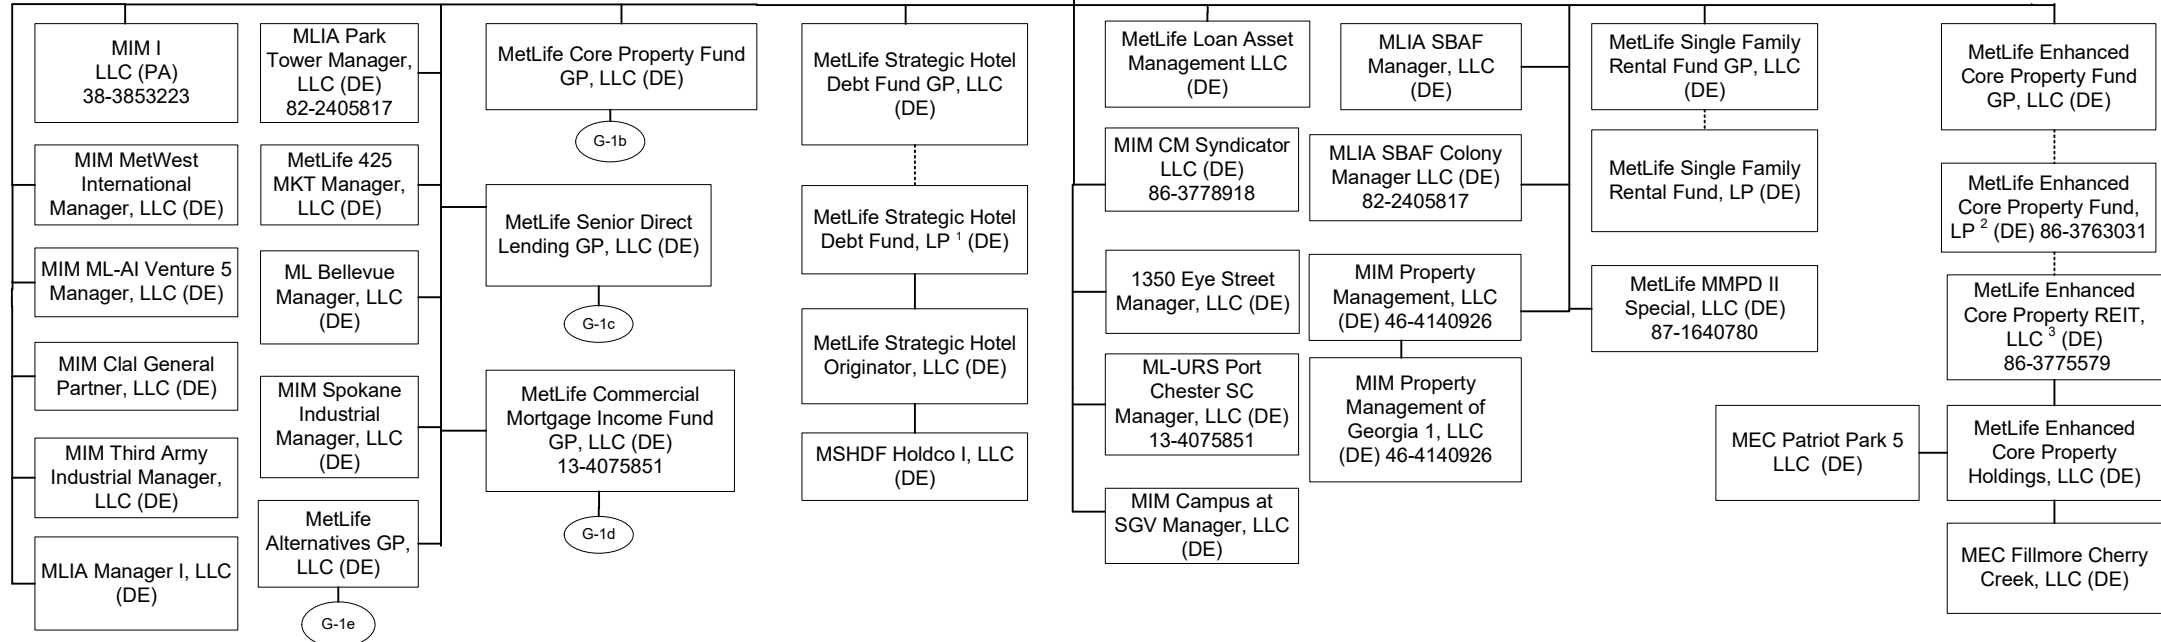 MIM I
LLC (PA)
38-3853223
MIM MetWest
International
Manager, LLC (DE)
MIM ML-AI Venture 5
Manager, LLC (DE)
MIM Clal General
Partner, LLC (DE)
MIM Third Army
Industrial Manager,
LLC (DE)
MLIA Manager I, LLC
(DE)
MLIA Park
Tower Manager,
LLC (DE)
82-2405817
MetLife 425
MKT Manager,
LLC (DE)
ML Bellevue
Manager, LLC
(DE)
MIM Spokane
Industrial
Manager, LLC
(DE)
MetLife
Alternatives GP,
LLC (DE)
G-1e
MetLife Core Property Fund
GP, LLC (DE)
G-1b
MetLife Senior Direct
Lending GP, LLC (DE)
G-1c
MetLife Commercial
Mortgage Income Fund
GP, LLC (DE)
13-4075851
G-1d
MetLife Strategic Hotel
Debt Fund GP, LLC
(DE)
MetLife Strategic Hotel
Debt Fund, LP 1 (DE)
MetLife Strategic Hotel
Originator, LLC (DE)
MSHDF Holdco I, LLC
(DE)
MetLife Loan Asset
Management LLC
(DE)
MIM CM Syndicator
LLC (DE)
86-3778918
1350 Eye Street
Manager, LLC (DE)
ML-URS Port
Chester SC
Manager, LLC (DE)
13-4075851
MIM Campus at
SGV Manager, LLC
(DE)
MLIA SBAF
Manager, LLC
(DE)
MLIA SBAF Colony
Manager LLC (DE)
82-2405817
MIM Property
Management, LLC
(DE) 46-4140926
MIM Property
Management of
Georgia 1, LLC
(DE) 46-4140926
MetLife Single Family
Rental Fund GP, LLC
(DE)
MetLife Single Family
Rental Fund, LP (DE)
MetLife MMPD II
Special, LLC (DE)
87-1640780
MetLife Enhanced
Core Property Fund
GP, LLC (DE)
MetLife Enhanced
Core Property Fund,
LP 2 (DE) 86-3763031
MetLife Enhanced
Core Property REIT,
LLC 3 (DE)
86-3775579
MEC Patriot Park 5
LLC (DE)
MetLife Enhanced
Core Property
Holdings, LLC (DE)
MEC Fillmore Cherry
Creek, LLC (DE)